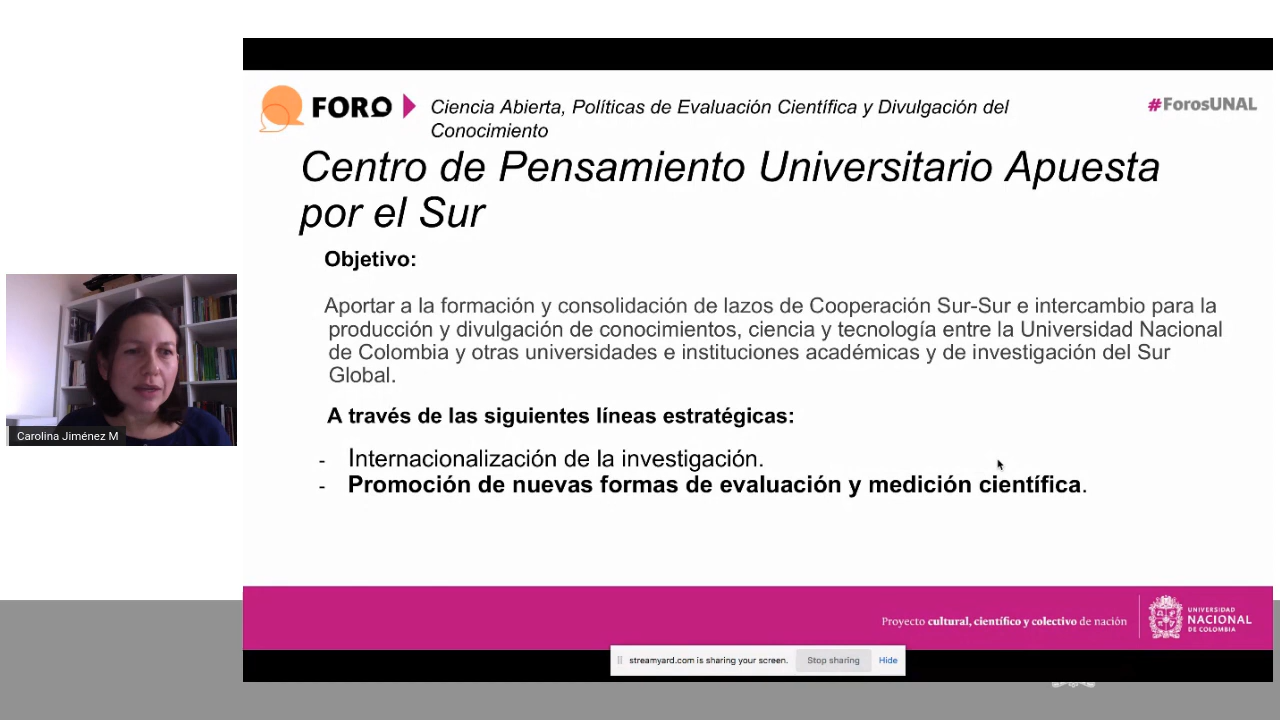 FORO
Ciencia Abierta, Políticas de Evaluación Científica y Divulgación del
Conocimiento
#ForosUNAL
Centro de Pensamiento Universitario Apuesta
por el Sur
Objetivo:
Aportar a la formación y consolidación de lazos de Cooperación Sur-Sur e intercambio para la
producción y divulgación de conocimientos, ciencia y tecnología entre la Universidad Nacional
de Colombia y otras universidades e instituciones académicas y de investigación del Sur
Global.
A través de las siguientes líneas estratégicas:
- Internacionalización de la investigación.
- Promoción de nuevas formas de evaluación y medición científica.
Carolina Jiménez M
Proyecto cultural, científico y colectivo de nación
UNIVERSIDAD
NACIONAL
DE COLOMBIA
streamyard.com is sharing your screen.
Stop sharing
Hide